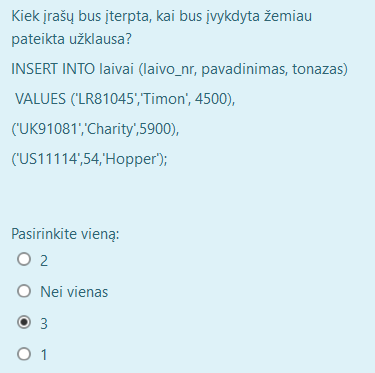 Kiek įrašų bus įterpta, kai bus įvykdyta žemiau
pateikta užklausa?
INSERT INTO laivai (laivo_nr, pavadinimas, tonazas)
VALUES ('LR81045','Timon', 4500),
('UK91081','Charity',5900),
('US11114',54,'Hopper');
Pasirinkite vieną:
2
Nei vienas
3
1